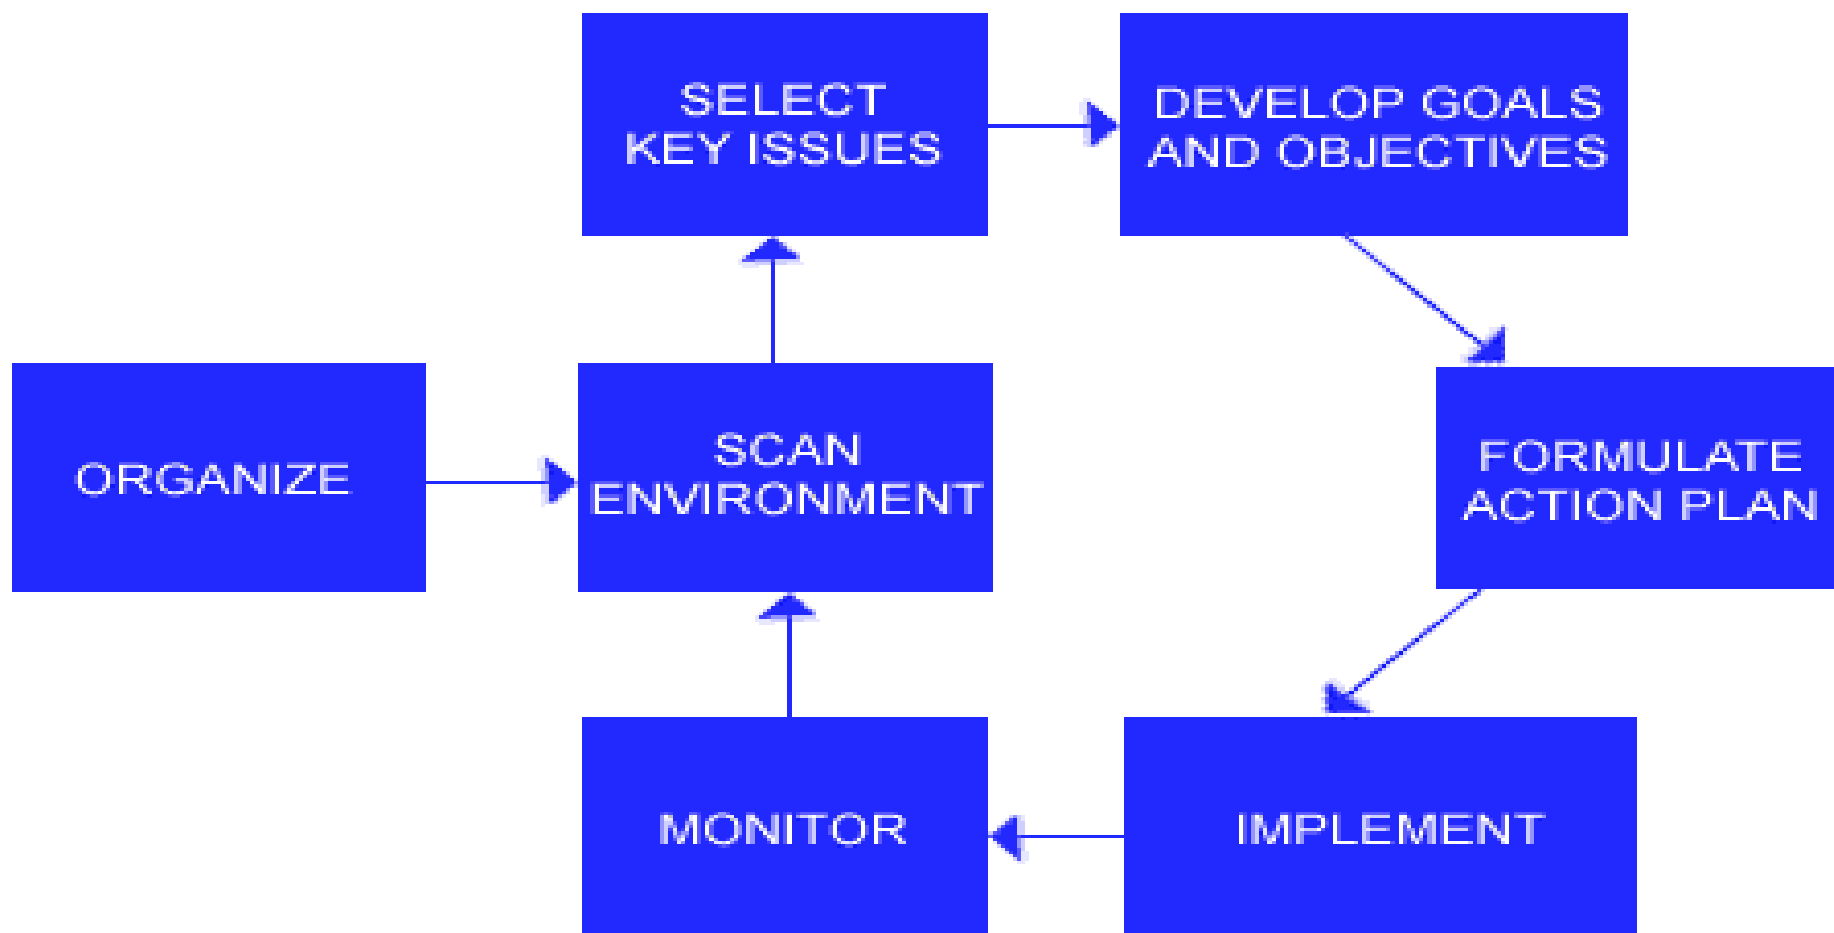 SELECT
KEY ISSUES
DEVELOP GOALS
AND OBJECTIVES
ORGANIZE
SCAN
ENVIRONMENT
FORMULATE
ACTION PLAN
MONITOR
IMPLEMENT